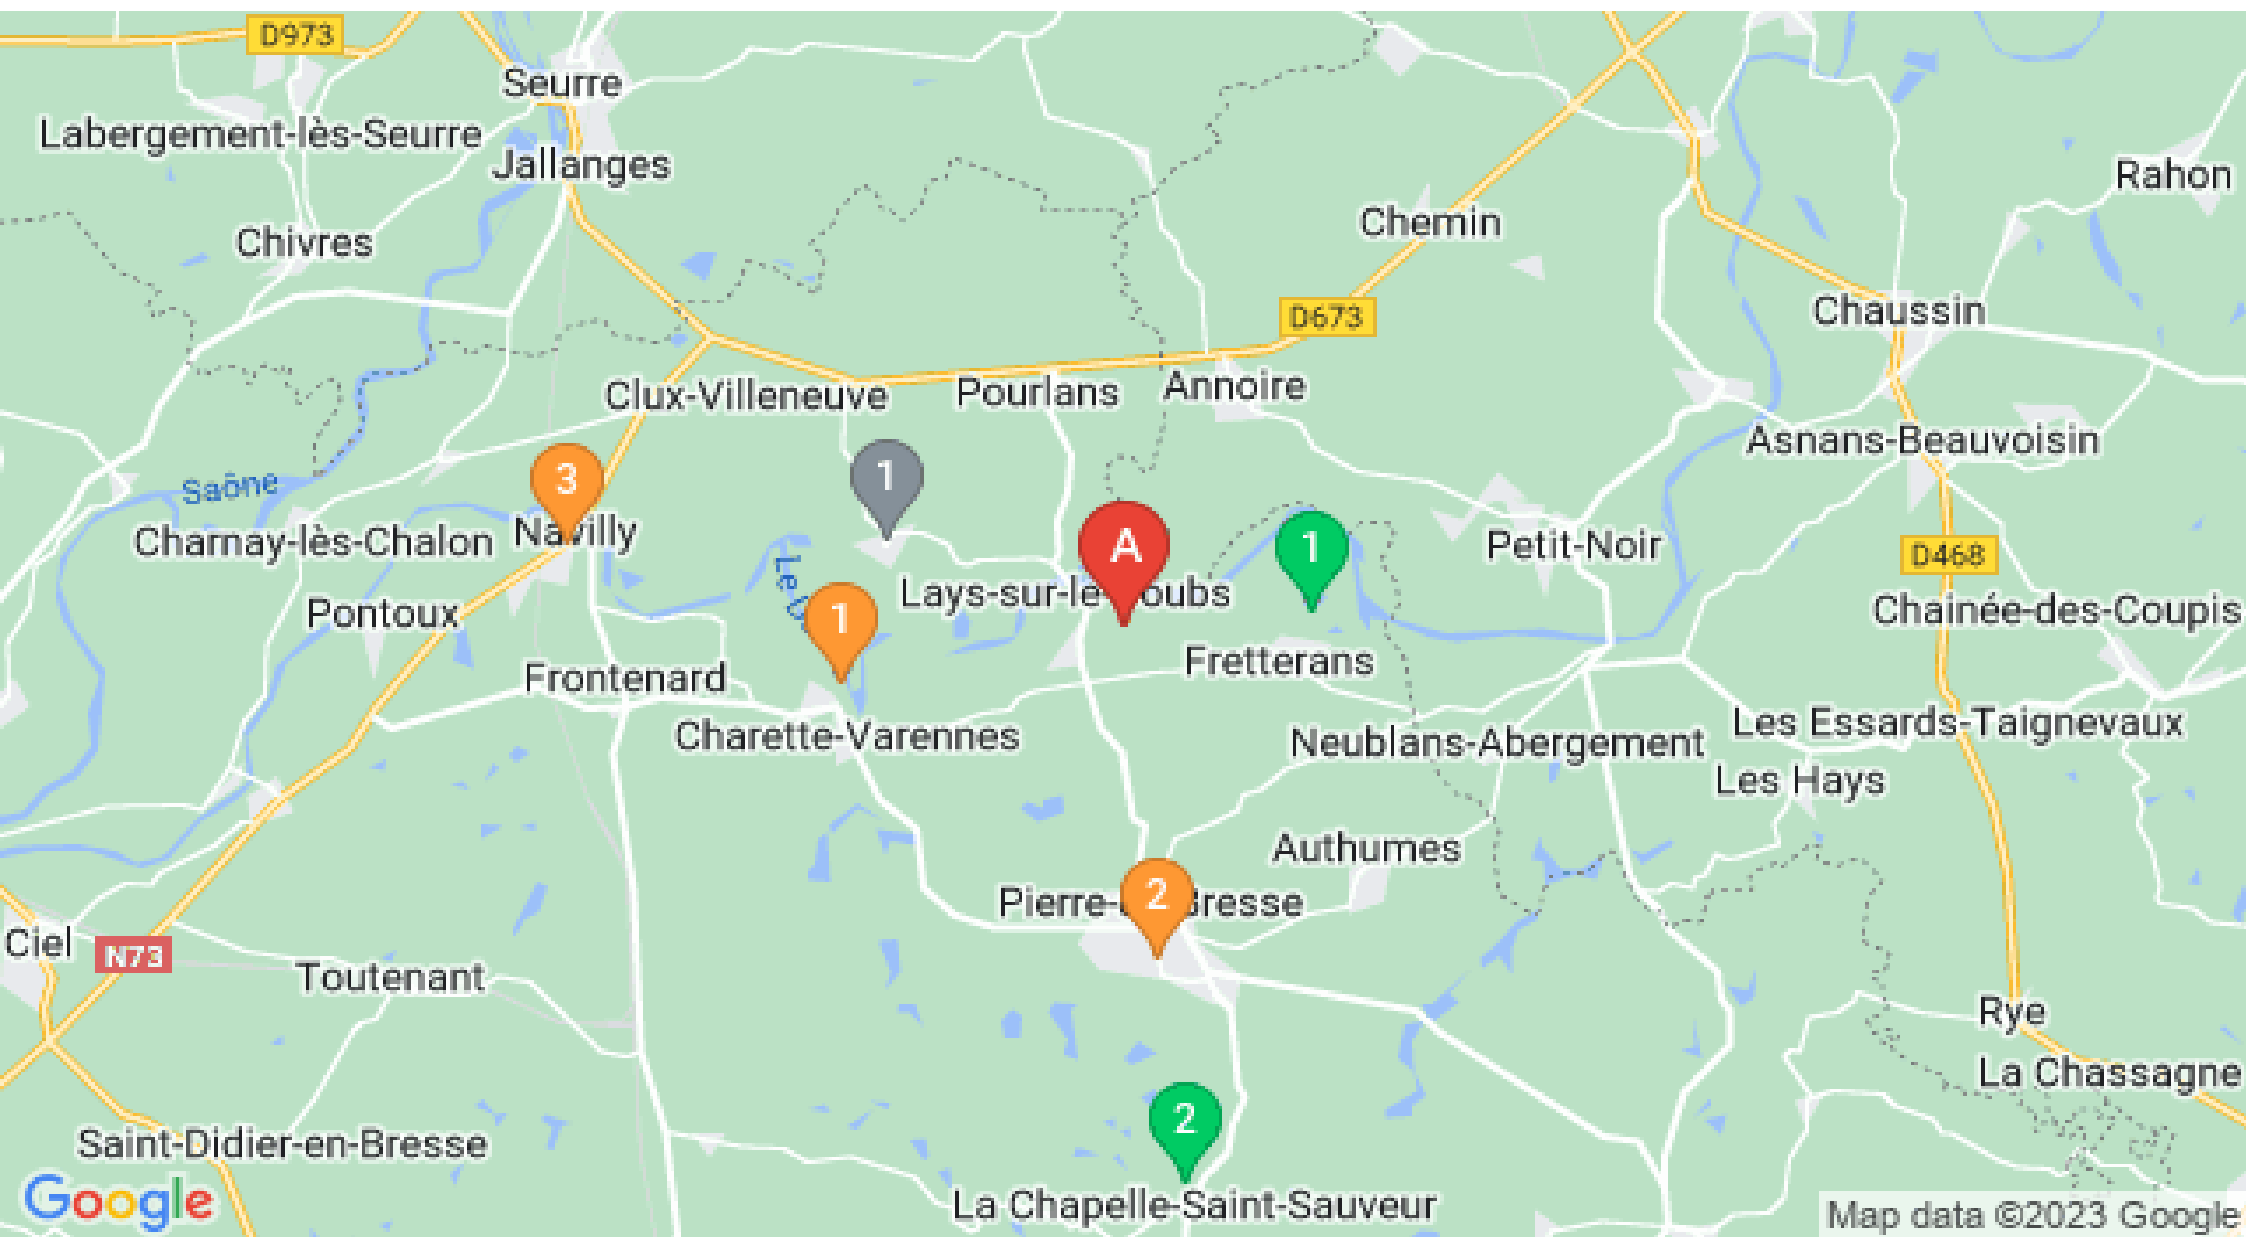 D973
Seurre
Labergement-lès-Seurre
Jallanges
Rahon
Chemin
Chivres
D673
Chaussin
Clux-Villeneuve
Pourlans
Annoire
Asnans-Beauvoisin
3
1
Saône
Charnay-lès-Chalon
Navilly
A
1
Petit-Noir
D468
Lays-sur-le-Doubs
Pontoux
1
Chainée-des-Coupis
Fretterans
Frontenard
Charette-Varennes
Neublans-Abergement
Les Essards-Taignevaux
Les Hays
Authumes
2
Ciel
N73
Toutenant
Rye
La Chassagne
2
Saint-Didier-en-Bresse
Google
La Chapelle-Saint-Sauveur
Map data ©2023 Google